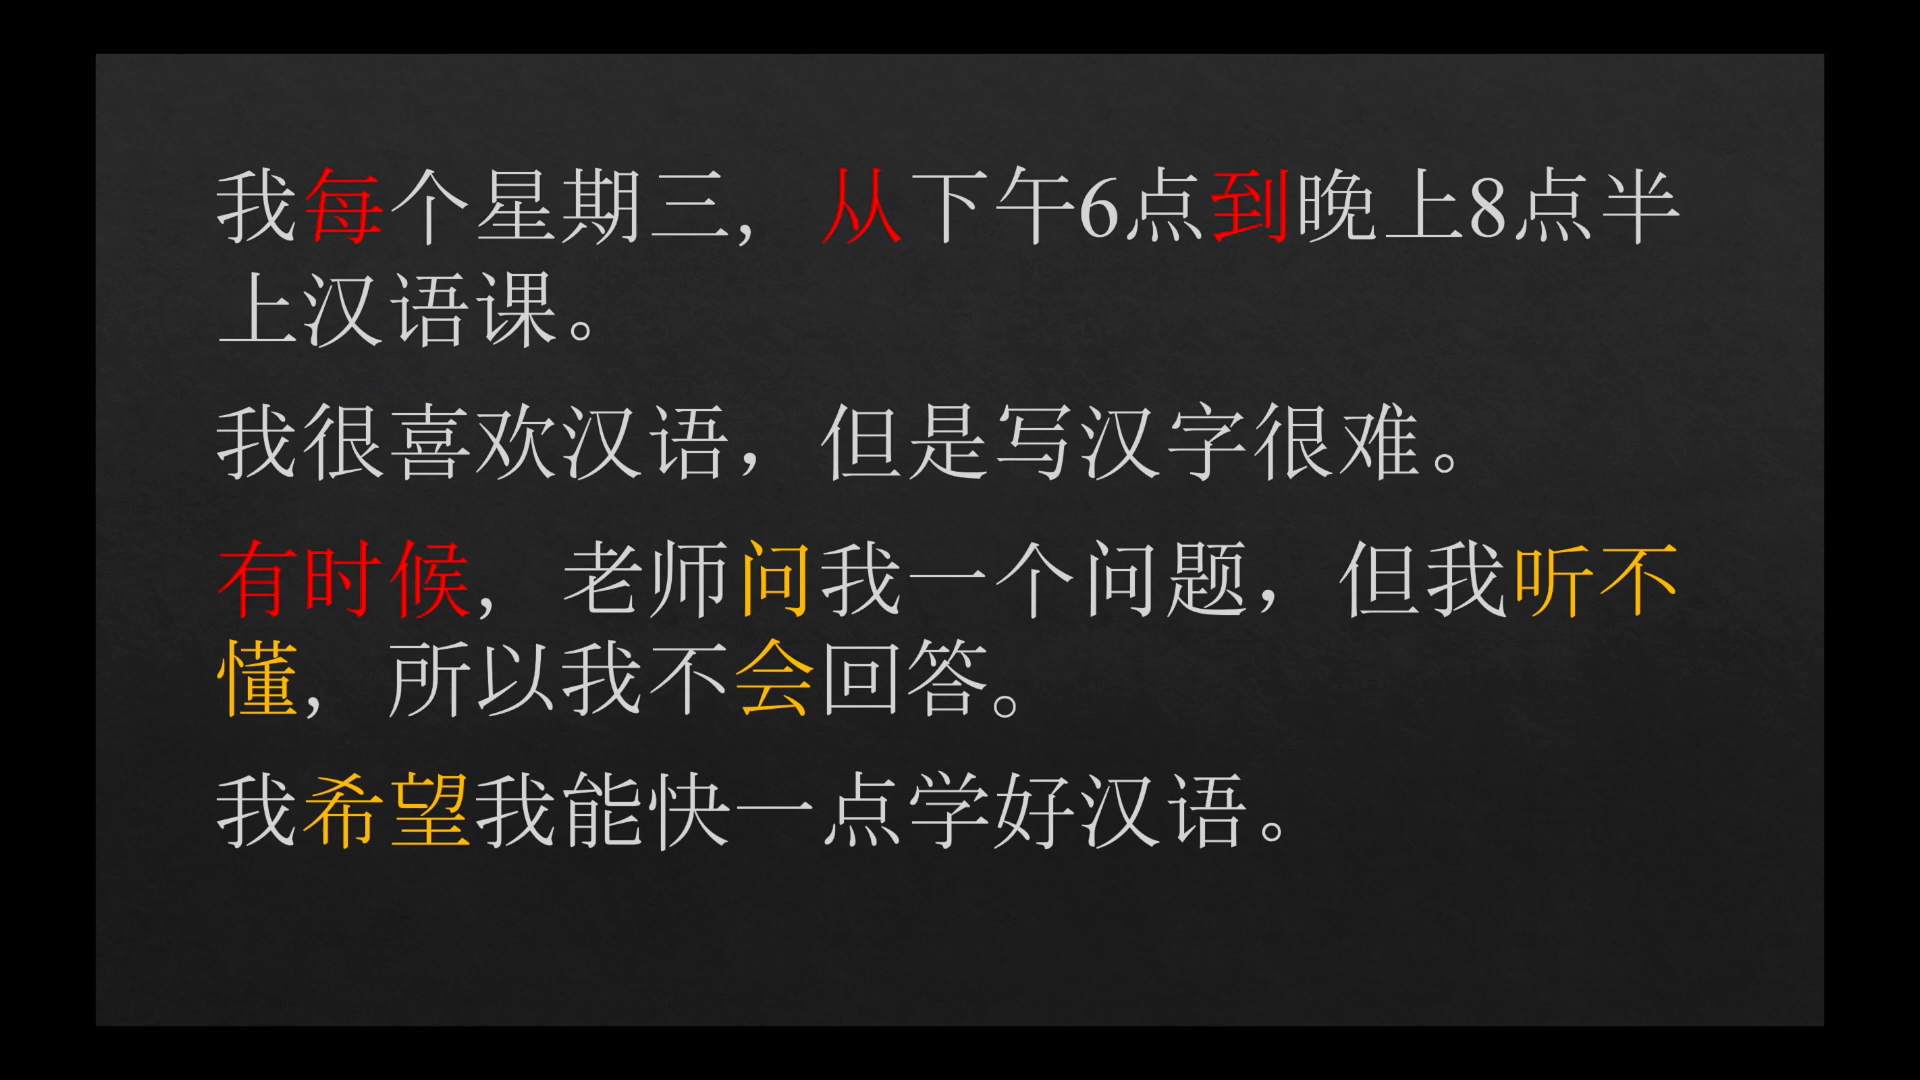 我每个星期三，从下午6点到晚上8点半
上汉语课。
我很喜欢汉语，但是写汉字很难。
有时候，老师问我一个问题，但我听不
懂，所以我不会回答。
我希望我能快一点学好汉语。